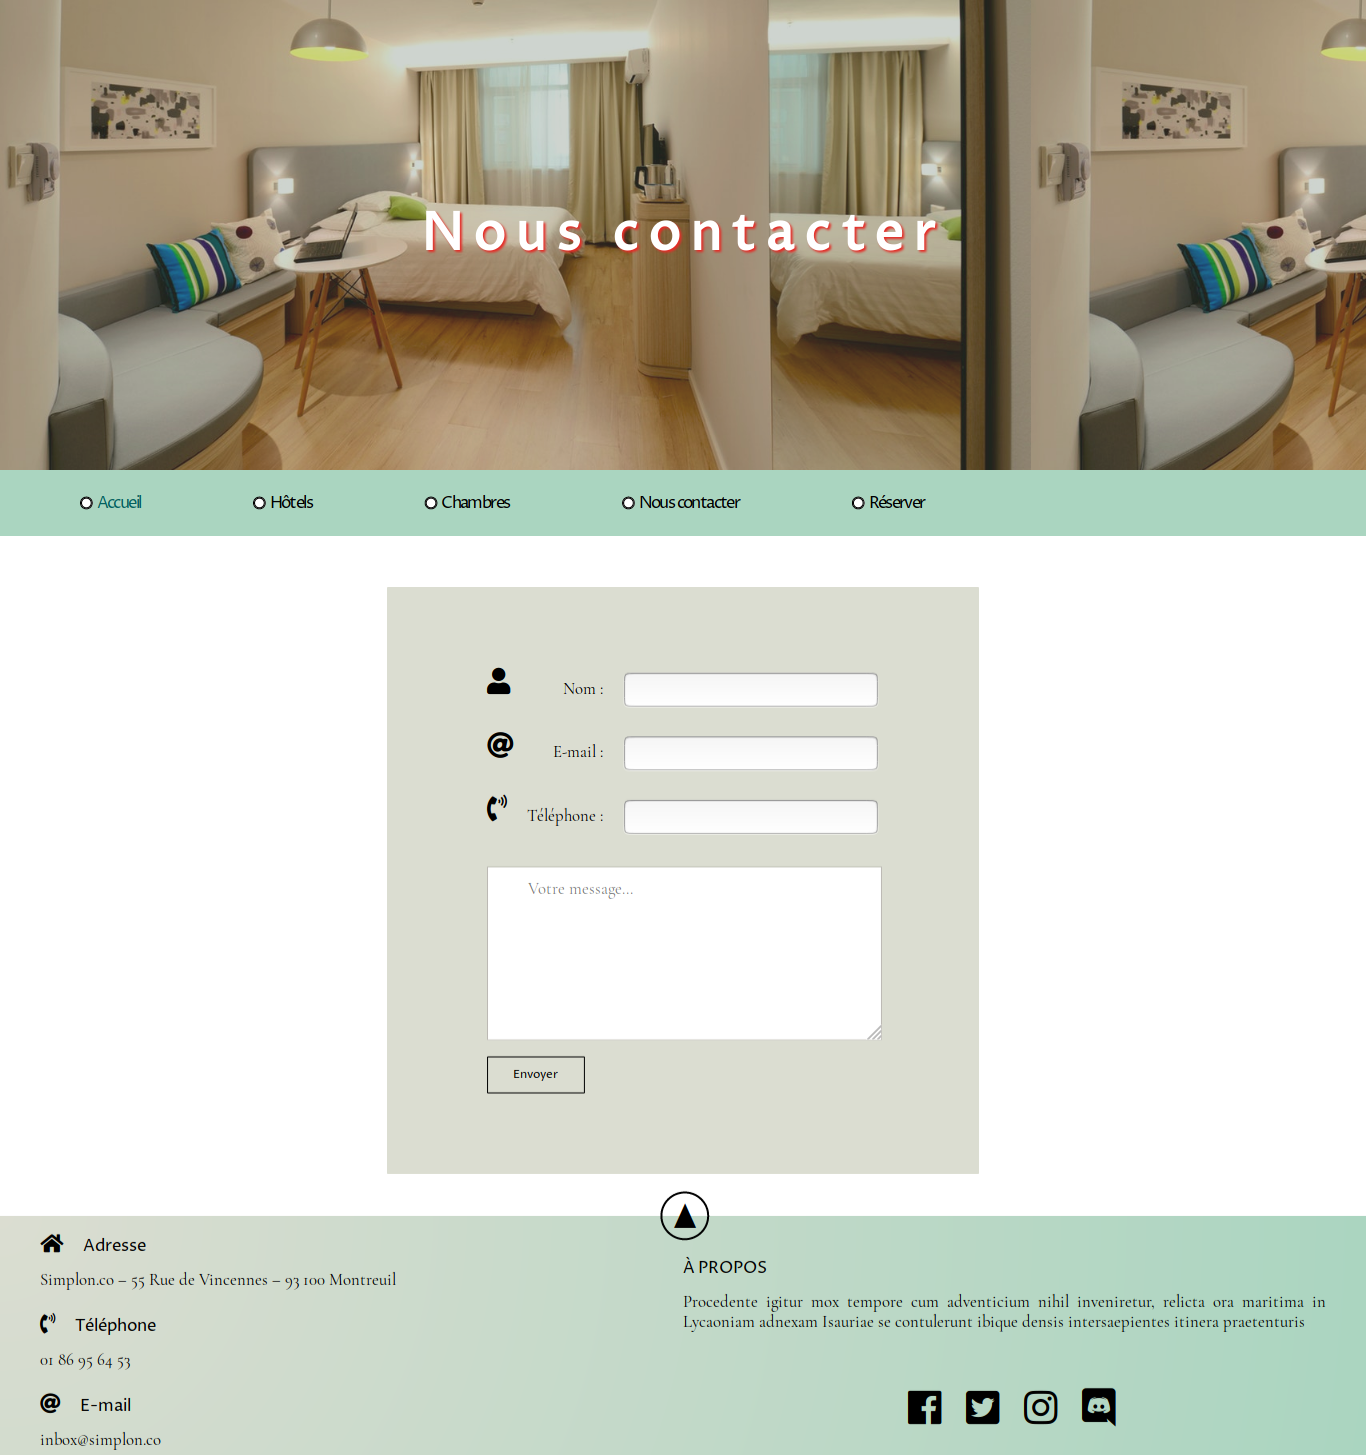 Nous contacter
Accueil
Hôtels
Chambres
Nous contacter
Réserver
Nom :
E-mail :
Téléphone :
Votre message...
Envoyer
Adresse
Simplon.co – 55 Rue de Vincennes – 93 100 Montreuil
Téléphone
01 86 95 64 53
E-mail
inbox@simplon.co
À PROPOS
Procedente igitur mox tempore cum adventicium nihil inveniretur, relicta ora maritima in
Lycaoniam adnexam Isauriae se contulerunt ibique densis intersaepientes itinera praetenturis